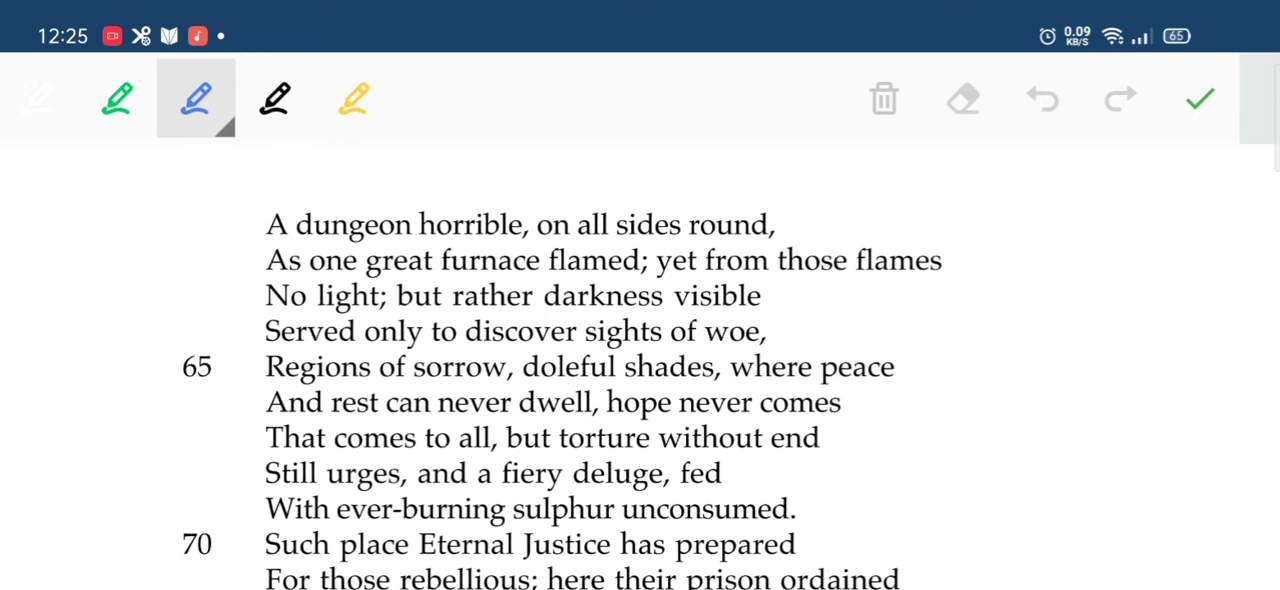 12:25
0.09
KB/S
65
A dungeon horrible, on all sides round,
As one great furnace flamed; yet from those flames
No light; but rather darkness visible
Served only to discover sights of woe,
65 Regions of sorrow, doleful shades, where peace
And rest can never dwell, hope never comes
That comes to all, but torture without end
Still urges, and a fiery deluge, fed
With ever-burning sulphur unconsumed.
70 Such place Eternal Justice has prepared
For those rebellious; here their prison ordained